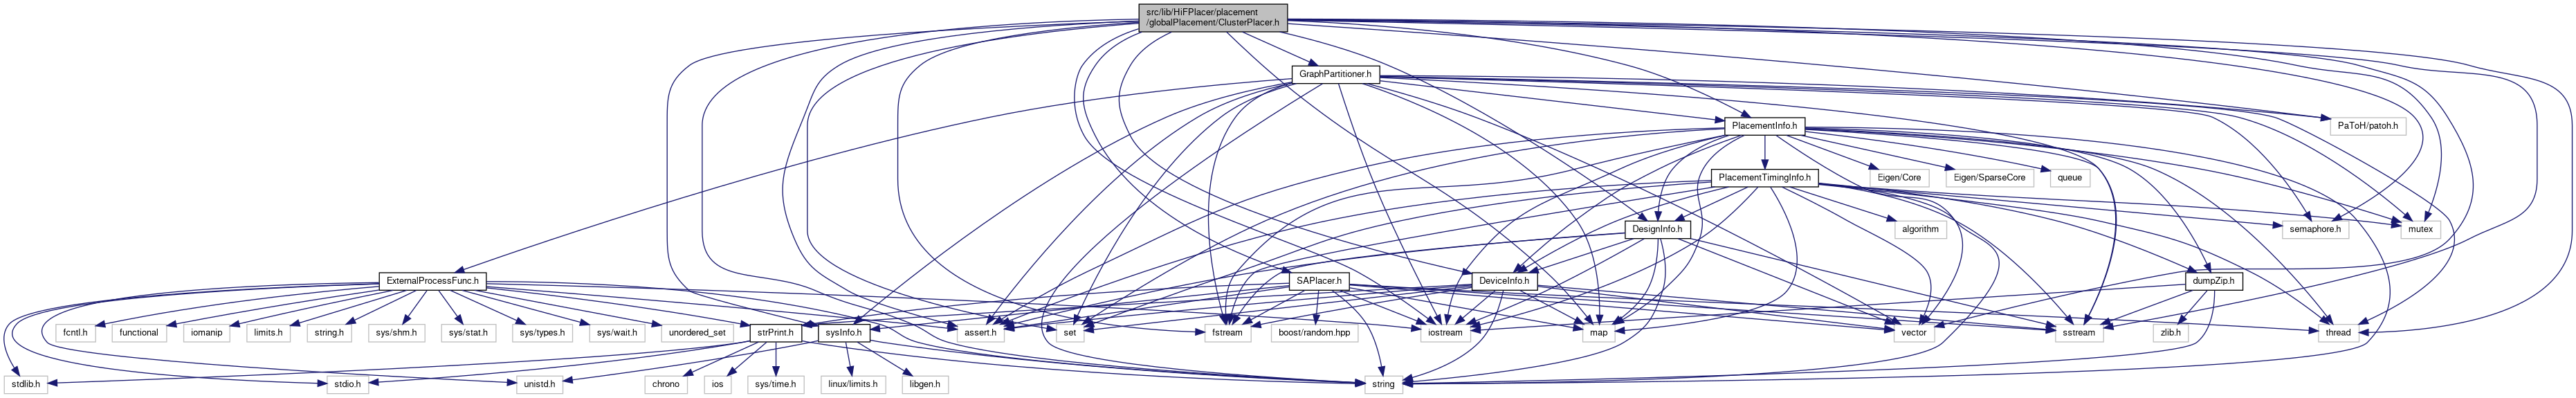 src/lib/HiFPlacer/placement
/globalPlacement/ClusterPlacer.h
GraphPartitioner.h
PlacementInfo.h
PaToH/patoh.h
PlacementTimingInfo.h
Eigen/Core
Eigen/SparseCore
queue
DesignInfo.h
algorithm
semaphore.h
mutex
ExternalProcessFunc.h
SAPlacer.h
DeviceInfo.h
dumpZip.h
fcntl.h
functional
iomanip
limits.h
string.h
sys/shm.h
sys/stat.h
sys/types.h
sys/wait.h
unordered_set
strPrint.h
sysInfo.h
assert.h
set
fstream
boost/random.hpp
iostream
map
vector
sstream
zlib.h
thread
stdlib.h
stdio.h
unistd.h
chrono
ios
sys/time.h
linux/limits.h
libgen.h
string